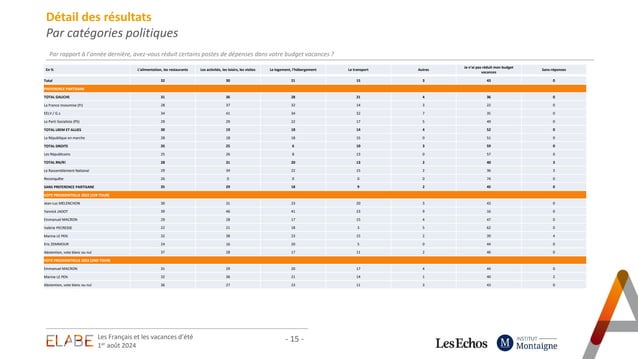 Détail des résultats
Par catégories politiques
Par rapport à l'année dernière, avez-vous réduit certains postes de dépenses dans votre budget vacances ?
En % L'alimentation, les restaurants Les activités, les loisirs, les visites Le logement, l'hébergement Le transport Autres Je n'ai pas réduit mon budget vacances Sans réponses
Total 32 30 21 15 3 43 0
PREFERENCE PARTISANE
TOTAL GAUCHE 31 36 28 21 4 36 0
La France Insoumise (FI) 28 37 32 14 3 22 0
EELV / G.s 34 41 34 32 7 35 0
Le Parti Socialiste (PS) 29 29 22 17 5 49 0
TOTAL LREM ET ALLIES 30 19 18 14 4 52 0
La République en marche 28 19 18 15 0 51 0
TOTAL DROITE 26 25 6 10 3 59 0
Les Républicains 25 26 8 13 0 57 0
TOTAL RN/R! 28 31 20 13 2 40 3
Le Rassemblement National 29 34 22 15 2 36 2
Reconquête 26 0 0 0 0 74 0
SANS PREFERENCE PARTISANE 35 29 18 9 2 45 0
VOTE PRESIDENTIELLE 2022 (1ER TOUR)
Jean-Luc MELENCHON 30 31 23 20 3 43 0
Yannick JADOT 39 46 41 23 9 16 0
Emmanuel MACRON 29 18 17 15 4 47 0
Valérie PECRESSE 22 21 18 3 5 62 0
Marine LE PEN 32 38 23 15 2 39 4
Eric ZEMMOUR 24 16 20 5 0 44 0
Abstention, vote blanc ou nul 37 28 17 11 2 46 0
VOTE PRESIDENTIELLE 2022 (2ND TOUR)
Emmanuel MACRON 31 29 20 17 4 44 0
Marine LE PEN 32 36 21 14 1 40 2
Abstention, vote blanc ou nul 36 27 23 11 3 43 0
ELABE
Les Français et les vacances d'été
1er août 2024
- 15 -
Les Echos
M
INSTITUT
Montaigne